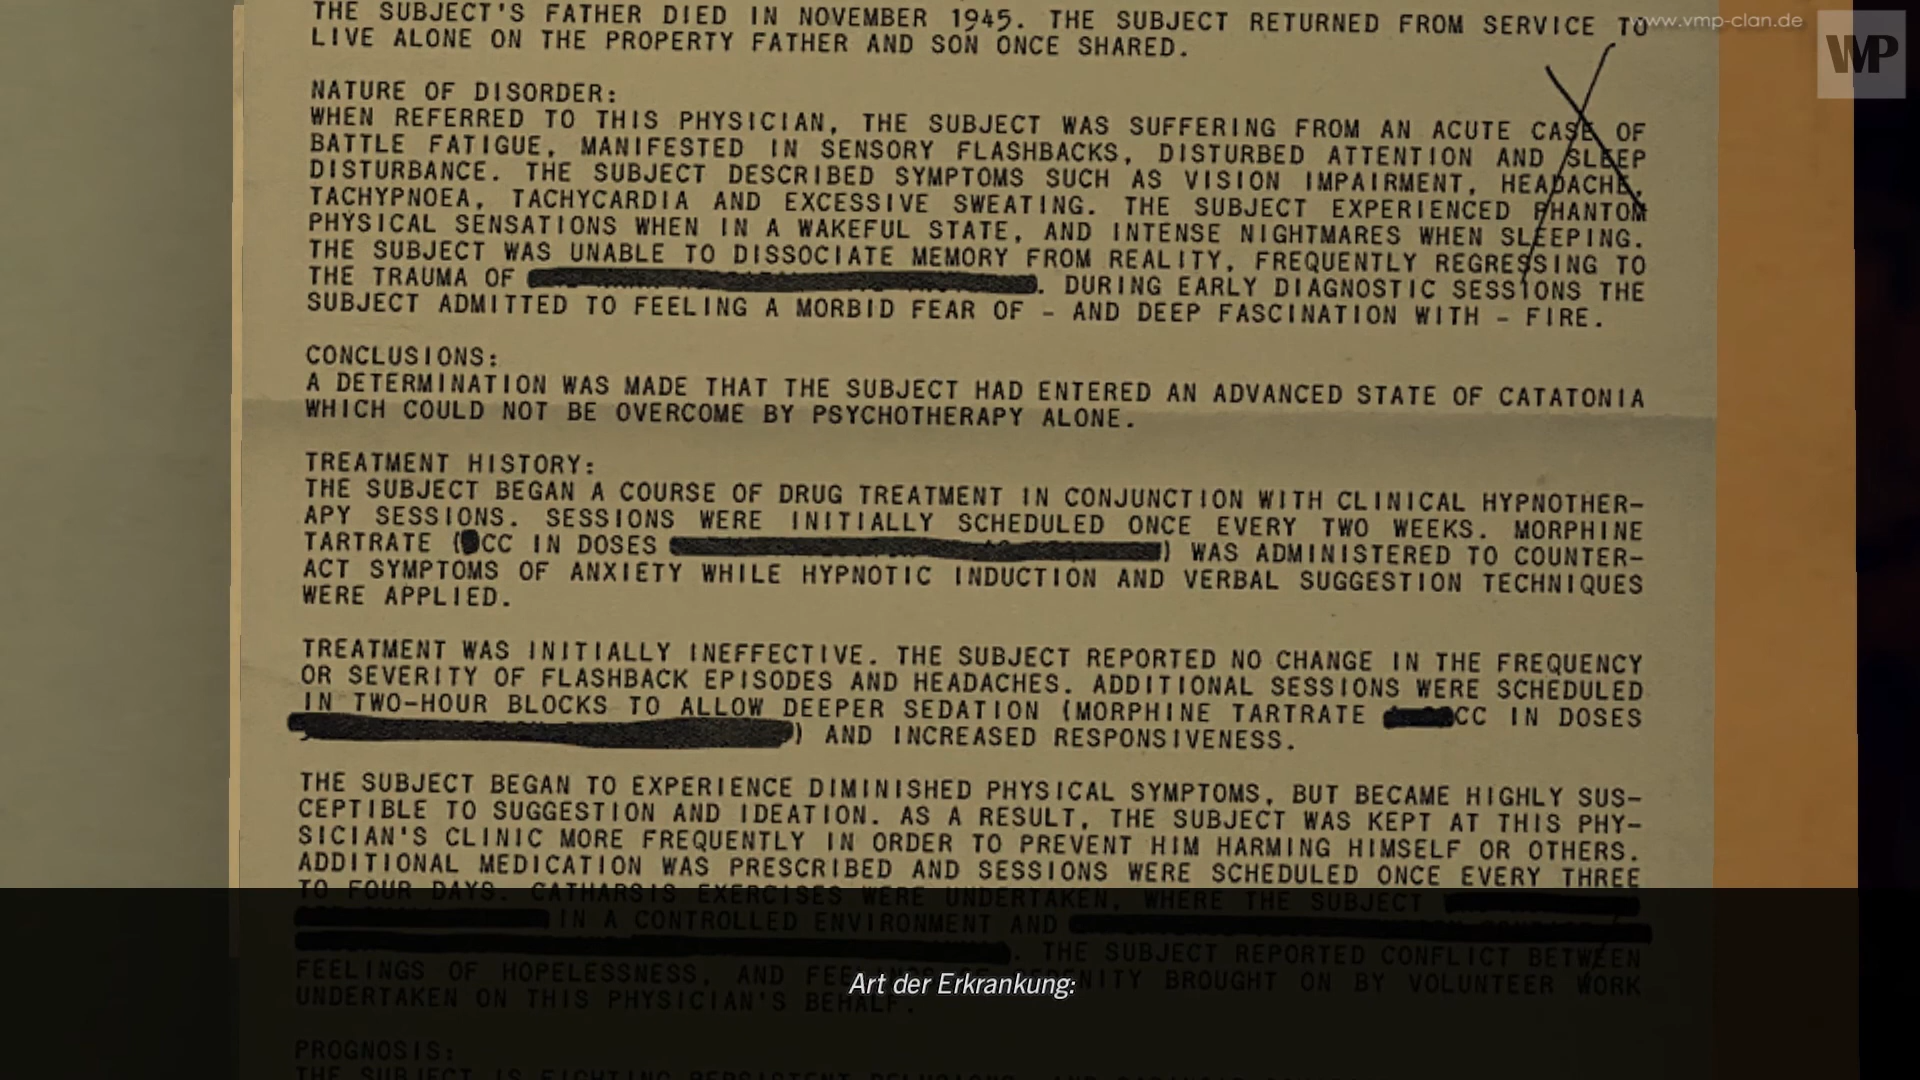 www.vmp-clan.de
VMP
THE SUBJECT'S FATHER DIED IN NOVEMBER 1945. THE SUBJECT RETURNED FROM SERVICE TO
LIVE ALONE ON THE PROPERTY FATHER AND SON ONCE SHARED.
NATURE OF DISORDER:
WHEN REFERRED TO THIS PHYSICIAN, THE SUBJECT WAS SUFFERING FROM AN ACUTE CASE OF
BATTLE FATIGUE, MANIFESTED IN SENSORY FLASHBACKS, DISTURBED ATTENTION AND SLEEP
DISTURBANCE. THE SUBJECT DESCRIBED SYMPTOMS SUCH AS VISION IMPAIRMENT, HEADACHE,
TACHYPNOEA, TACHYCARDIA AND EXCESSIVE SWEATING. THE SUBJECT EXPERIENCED PHANTOM
PHYSICAL SENSATIONS WHEN IN A WAKEFUL STATE, AND INTENSE NIGHTMARES WHEN SLEEPING.
THE SUBJECT WAS UNABLE TO DISSOCIATE MEMORY FROM REALITY, FREQUENTLY REGRESSING TO
THE TRAUMA OF . DURING EARLY DIAGNOSTIC SESSIONS THE
SUBJECT ADMITTED TO FEELING A MORBID FEAR OF - AND DEEP FASCINATION WITH - FIRE.
CONCLUSIONS:
A DETERMINATION WAS MADE THAT THE SUBJECT HAD ENTERED AN ADVANCED STATE OF CATATONIA
WHICH COULD NOT BE OVERCOME BY PSYCHOTHERAPY ALONE.
TREATMENT HISTORY:
THE SUBJECT BEGAN A COURSE OF DRUG TREATMENT IN CONJUNCTION WITH CLINICAL HYPNOTHER-
APY SESSIONS. SESSIONS WERE INITIALLY SCHEDULED ONCE EVERY TWO WEEKS. MORPHINE
TARTRATE ( CC IN DOSES ) WAS ADMINISTERED TO COUNTER-
ACT SYMPTOMS OF ANXIETY WHILE HYPNOTIC INDUCTION AND VERBAL SUGGESTION TECHNIQUES
WERE APPLIED.
TREATMENT WAS INITIALLY INEFFECTIVE. THE SUBJECT REPORTED NO CHANGE IN THE FREQUENCY
OR SEVERITY OF FLASHBACK EPISODES AND HEADACHES. ADDITIONAL SESSIONS WERE SCHEDULED
IN TWO-HOUR BLOCKS TO ALLOW DEEPER SEDATION (MORPHINE TARTRATE CC IN DOSES
) AND INCREASED RESPONSIVENESS.
THE SUBJECT BEGAN TO EXPERIENCE DIMINISHED PHYSICAL SYMPTOMS, BUT BECAME HIGHLY SUS-
CEPTIBLE TO SUGGESTION AND IDEATION. AS A RESULT, THE SUBJECT WAS KEPT AT THIS PHY-
SICIAN'S CLINIC MORE FREQUENTLY IN ORDER TO PREVENT HIM HARMING HIMSELF OR OTHERS.
ADDITIONAL MEDICATION WAS PRESCRIBED AND SESSIONS WERE SCHEDULED ONCE EVERY THREE
TO FOUR DAYS. CATHARSIS EXERCISES WERE UNDERTAKEN, WHERE THE SUBJECT
IN A CONTROLLED ENVIRONMENT AND
. THE SUBJECT REPORTED CONFLICT BETWEEN
FEELINGS OF HOPELESSNESS, AND BROUGHT ON BY VOLUNTEER WORK
UNDERTAKEN ON THIS PHYSICIAN'S BEHALF.
Art der Erkrankung:
PROGNOSIS:
THE SUBJECT IS FIGHTING PERSISTENT DELUSIONS, AND